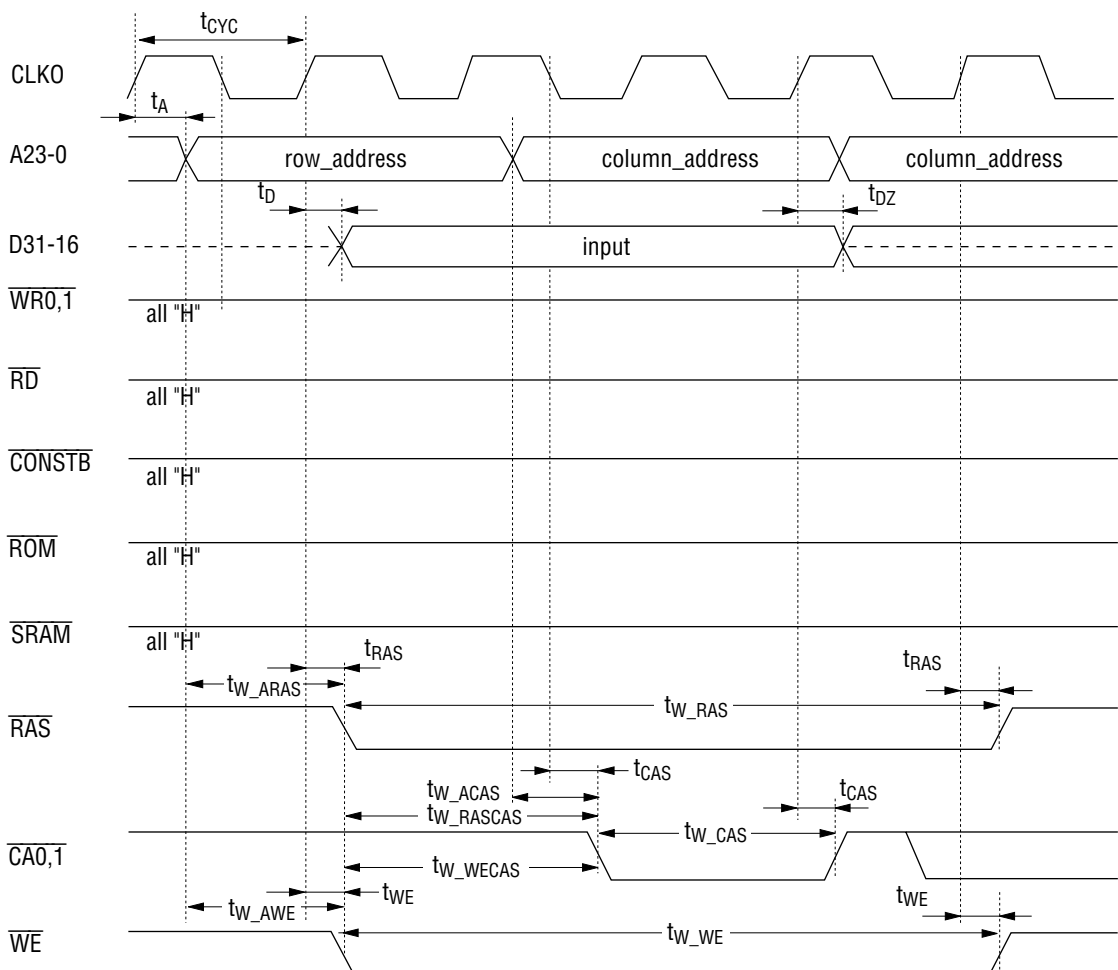 tCYC
CLKO
tA
A23-0
row_address
column_address
column_address
tD
tDZ
D31-16
input
WR0,1
all "H"
RD
all "H"
CONSTB
all "H"
ROM
all "H"
SRAM
all "H"
tRAS
tRAS
tW_ARAS
tW_RAS
RAS
tCAS
tW_ACAS
tCAS
tW_RASCAS
tW_CAS
CA0,1
tW_WECAS
tWE
tWE
tW_AWE
tW_WE
WE